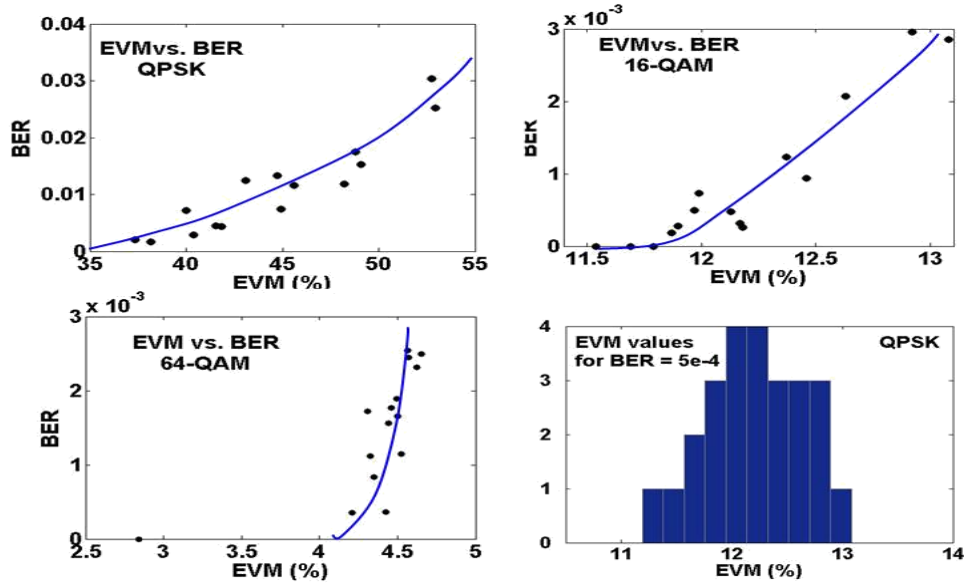 0.04
0.03
0.02
0.01
0
BER
EVMvs. BER
QPSK
35 40 45 50 55
EVM (%)
3 x 10 -3
2
1
0
BER
EVMvs. BER
16-QAM
11.5 12 12.5 13
EVM (%)
3 x 10 -3
2
1
0
BER
EVM vs. BER
64-QAM
2.5 3 3.5 4 4.5 5
EVM (%)
4
3
2
1
0
EVM values
for BER = 5e-4
QPSK
11 12 13 14
EVM (%)